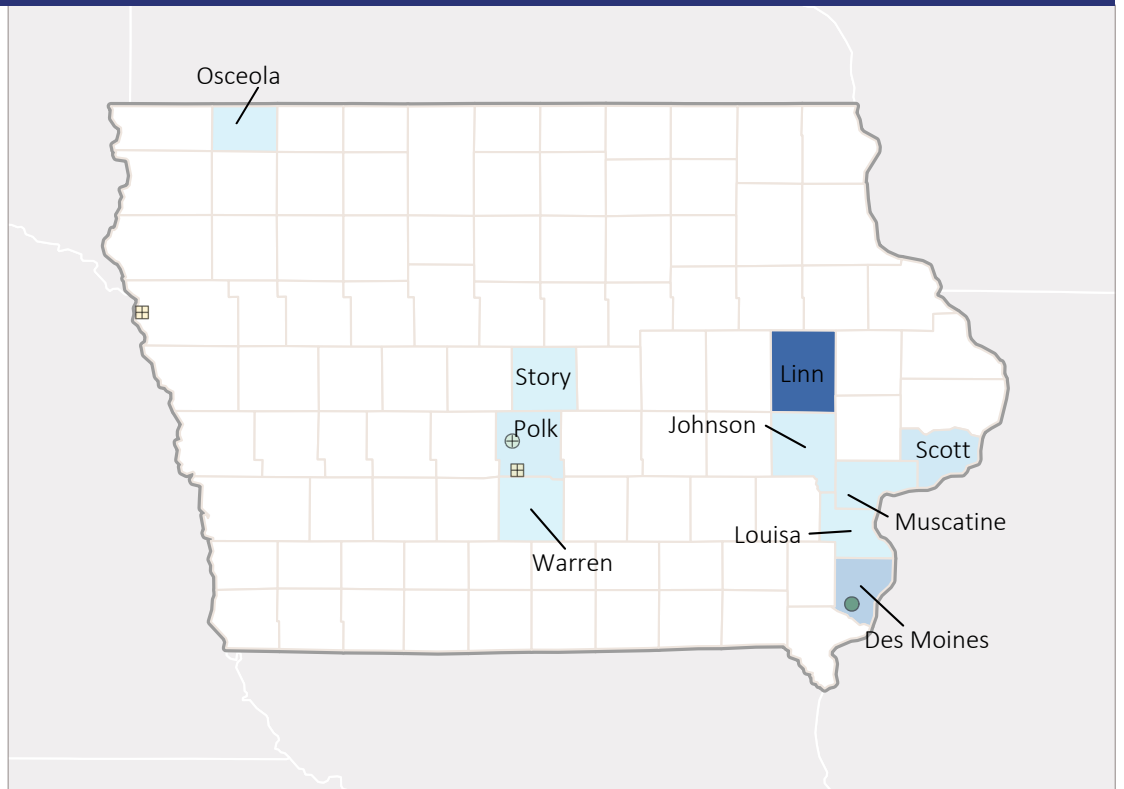 Osceola
Story
Linn
Polk
Johnson
Scott
Muscatine
Louisa
Warren
Des Moines